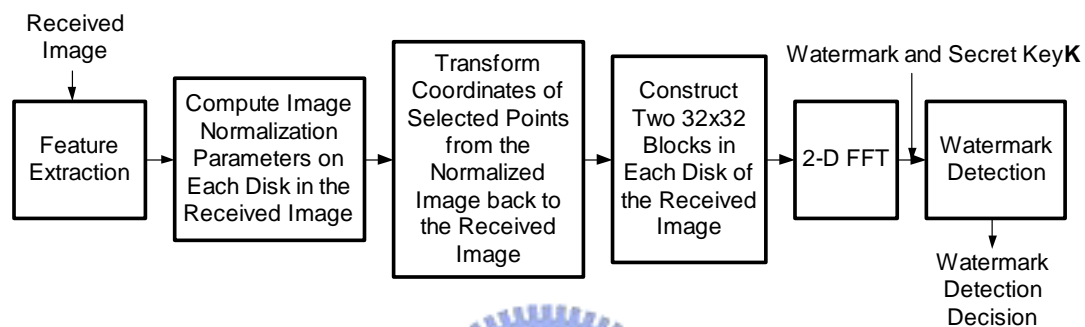 Received
Image
Feature
Extraction
Compute Image
Normalization
Parameters on
Each Disk in the
Received Image
Transform
Coordinates of
Selected Points
from the
Normalized
Image back to
the Received
Image
Construct
Two 32x32
Blocks in
Each Disk of
the Received
Image
2-D FFT
Watermark and Secret KeyK
Watermark
Detection
Watermark
Detection
Decision